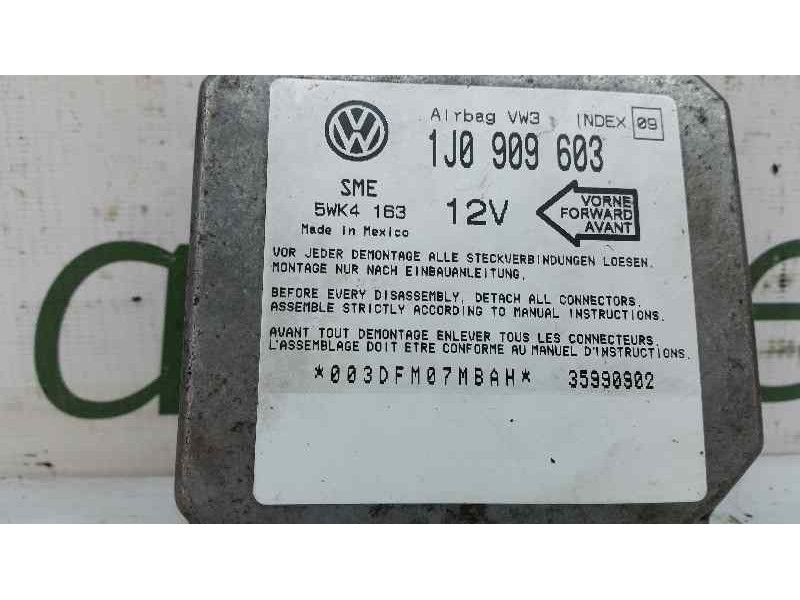 Airbag VW3 INDEX 09
VW
1J0 909 603
SME
5WK4 163 12V
VORNE
FORWARD
AVANT
Made in Mexico
VOR JEDER DEMONTAGE ALLE STECKVERBINDUNGEN LOESEN.
MONTAGE NUR NACH EINBAUANLEITUNG.
BEFORE EVERY DISASSEMBLY, DETACH ALL CONNECTORS.
ASSEMBLE STRICTLY ACCORDING TO MANUAL INSTRUCTIONS.
AVANT TOUT DEMONTAGE ENLEVER TOUS LES CONNECTEURS.
L'ASSEMBLAGE DOIT ETRE CONFORME AU MANUEL D'INSTRUCTIONS.
*003DFM07MBAH* 35990902